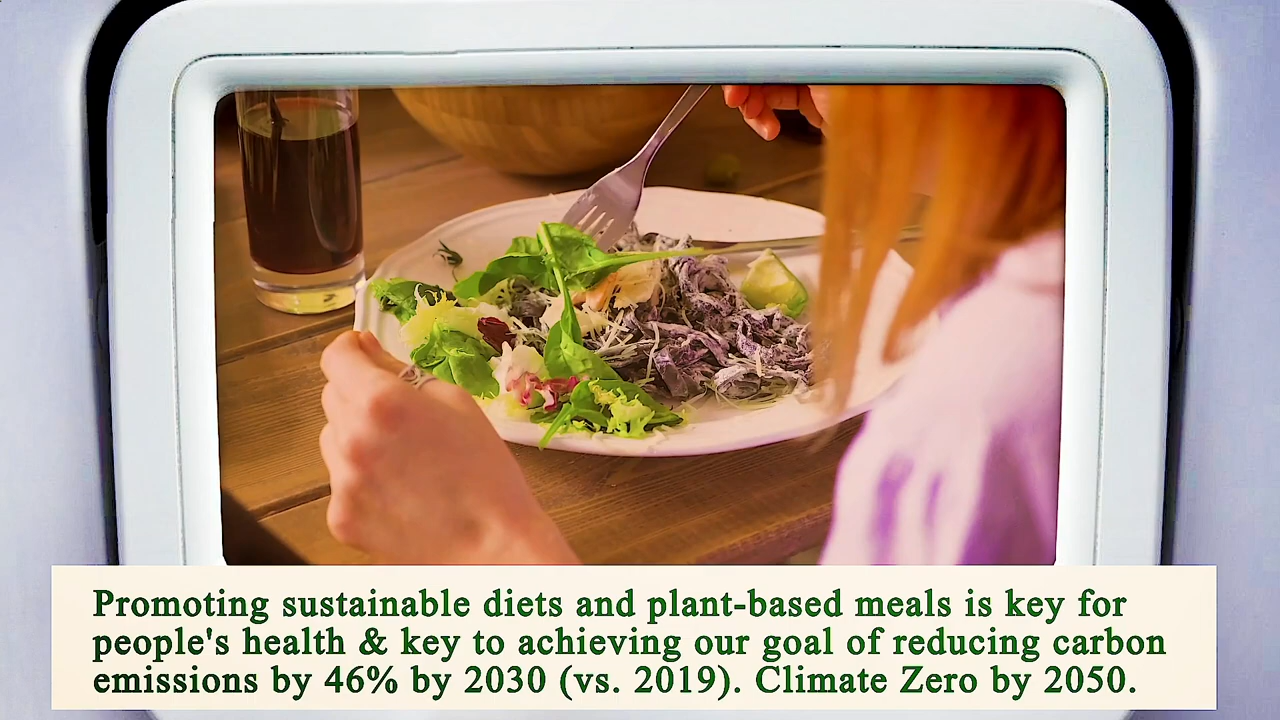 Promoting sustainable diets and plant-based meals is key for
people's health & key to achieving our goal of reducing carbon
emissions by 46% by 2030 (vs. 2019). Climate Zero by 2050.